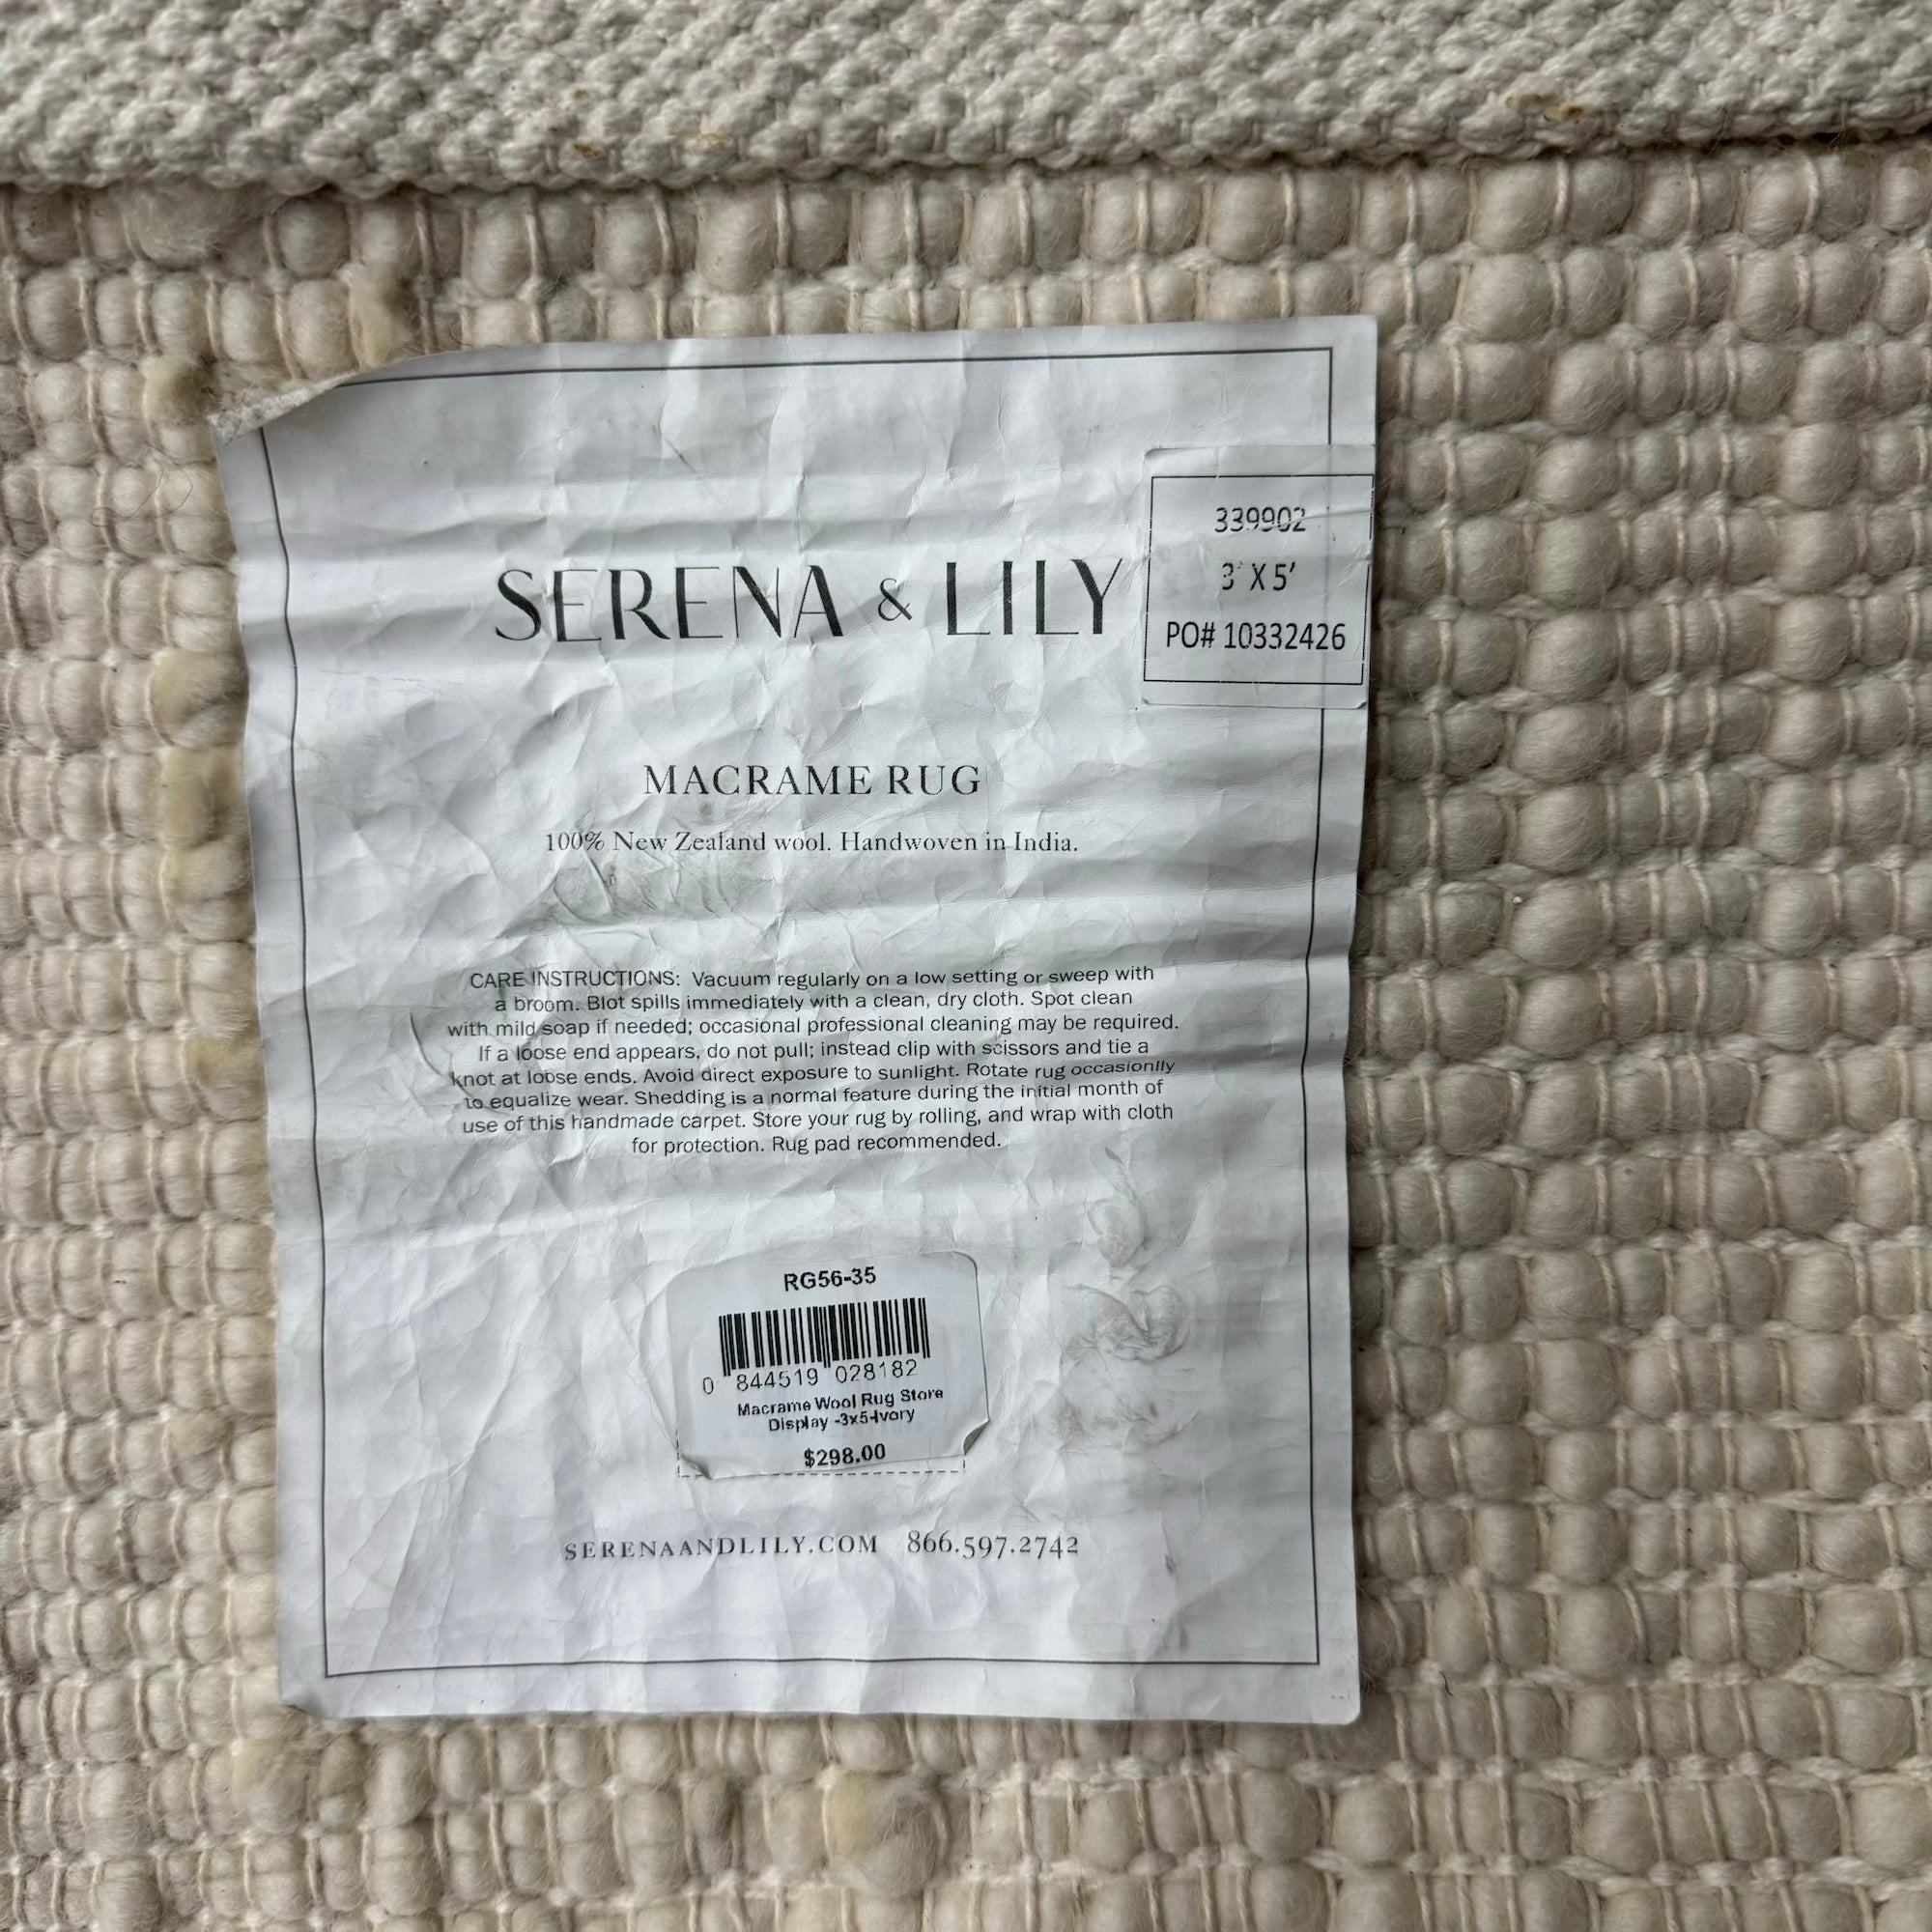 339902
3' X 5'
PO# 10332426
SERENA & LILY
MACRAME RUG
100% New Zealand wool. Handwoven in India.
CARE INSTRUCTIONS: Vacuum regularly on a low setting or sweep with
a broom. Blot spills immediately with a clean, dry cloth. Spot clean
with mild soap if needed; occasional professional cleaning may be required.
If a loose end appears, do not pull; instead clip with scissors and tie a
knot at loose ends. Avoid direct exposure to sunlight. Rotate rug occasionlly
to equalize wear. Shedding is a normal feature during the initial month of
use of this handmade carpet. Store your rug by rolling, and wrap with cloth
for protection. Rug pad recommended.
RG56-35
0 844519 028182
Macrame Wool Rug Store
Display -3x5-Ivory
$298.00
SERENAANDLILY.COM 866.597.2742